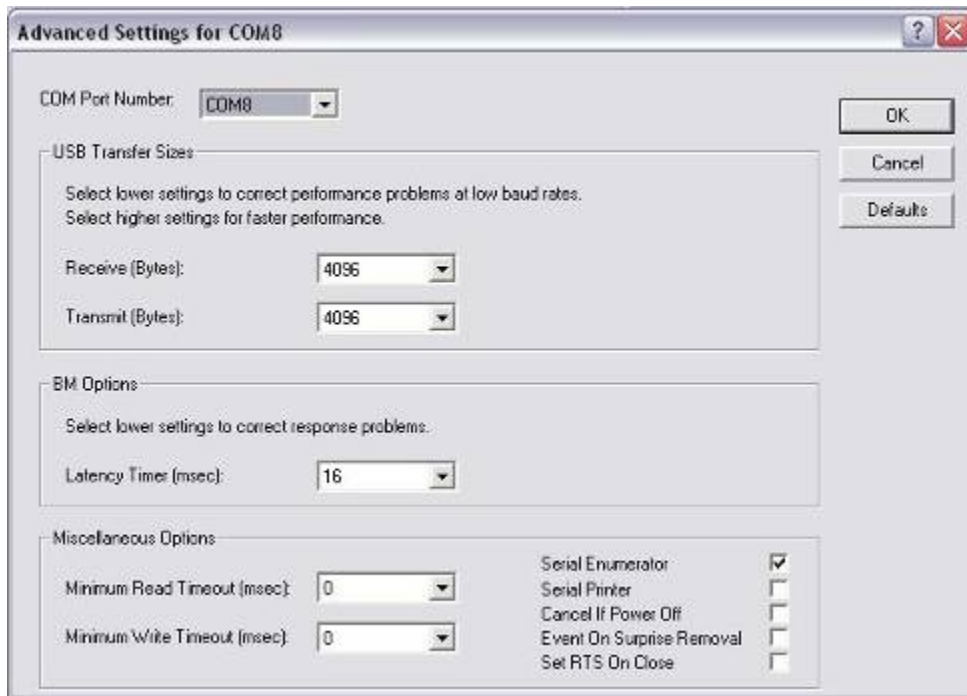 Advanced Settings for COM8
?
COM Port Number: COM8
OK
USB Transfer Sizes
Cancel
Select lower settings to correct performance problems at low baud rates.
Select higher settings for faster performance.
Defaults
Receive (Bytes): 4096
Transmit (Bytes): 4096
BM Options
Select lower settings to correct response problems.
Latency Timer (msec): 16
Miscellaneous Options
Minimum Read Timeout (msec): 0
Minimum Write Timeout (msec): 0
Serial Enumerator
Serial Printer
Cancel If Power Off
Event On Surprise Removal
Set RTS On Close